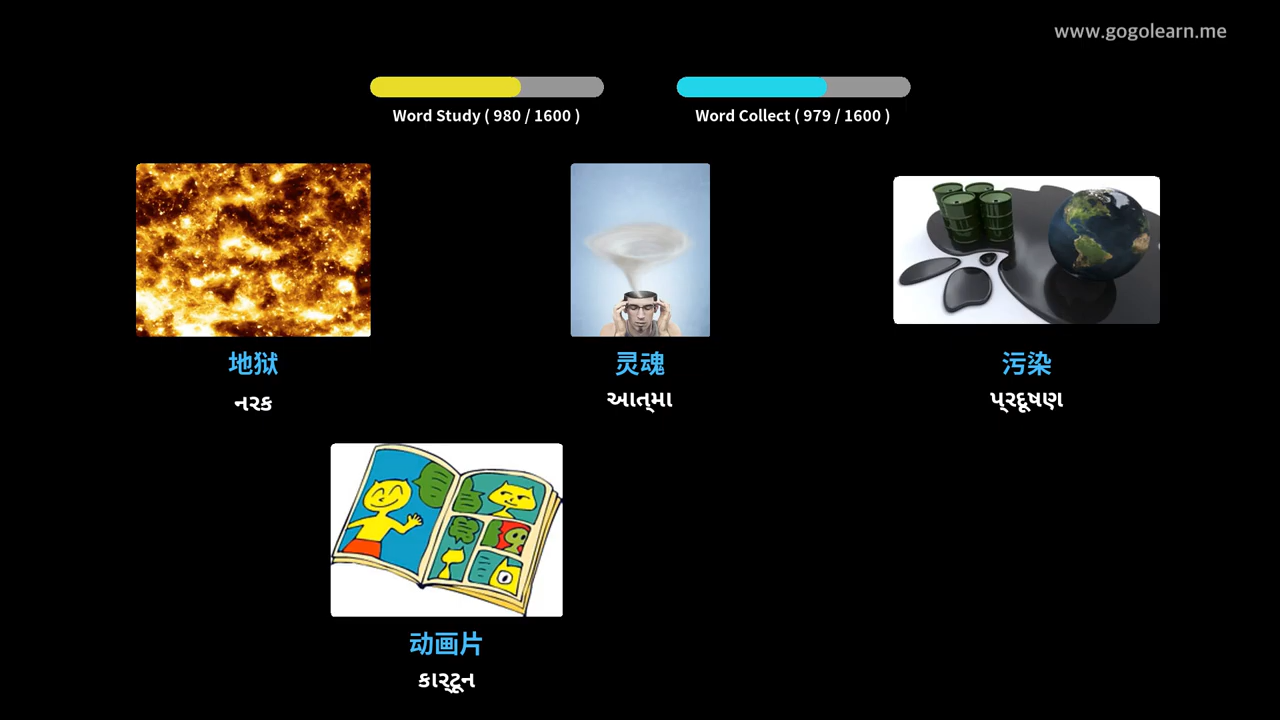 www.gogolearn.me
Word Study ( 980 / 1600 )
Word Collect ( 979 / 1600 )
地狱
નરક
灵魂
આત્મા
污染
પ્રદૂષણ
动画片
કાર્ટૂન